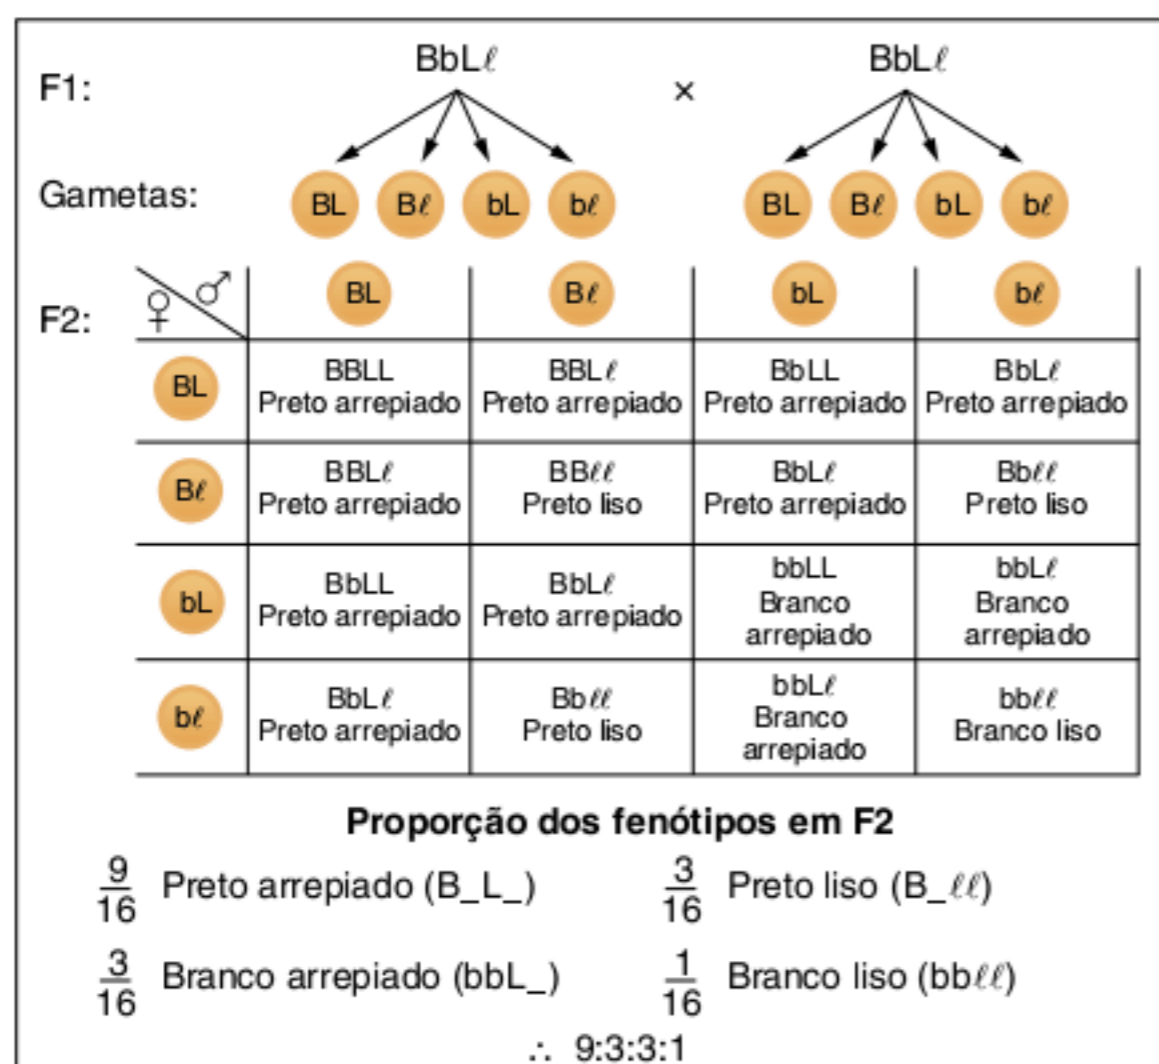 F1: BbLℓ × BbLℓ
Gametas: BL Bℓ bL bℓ BL Bℓ bL bℓ
F2: ♀ ♂ BL Bℓ bL bℓ
BL BBLL Preto arrepiado BBLℓ Preto arrepiado BbLL Preto arrepiado BbLℓ Preto arrepiado
Bℓ BBLℓ Preto arrepiado BBℓℓ Preto liso BbLℓ Preto arrepiado Bbℓℓ Preto liso
bL BbLL Preto arrepiado BbLℓ Preto arrepiado bbLL Branco arrepiado bbLℓ Branco arrepiado
bℓ BbLℓ Preto arrepiado Bbℓℓ Preto liso bbLℓ Branco arrepiado bbℓℓ Branco liso
Proporção dos fenótipos em F2
9/16 Preto arrepiado (B_L_) 3/16 Preto liso (B_ℓℓ)
3/16 Branco arrepiado (bbL_) 1/16 Branco liso (bbℓℓ)
∴ 9:3:3:1